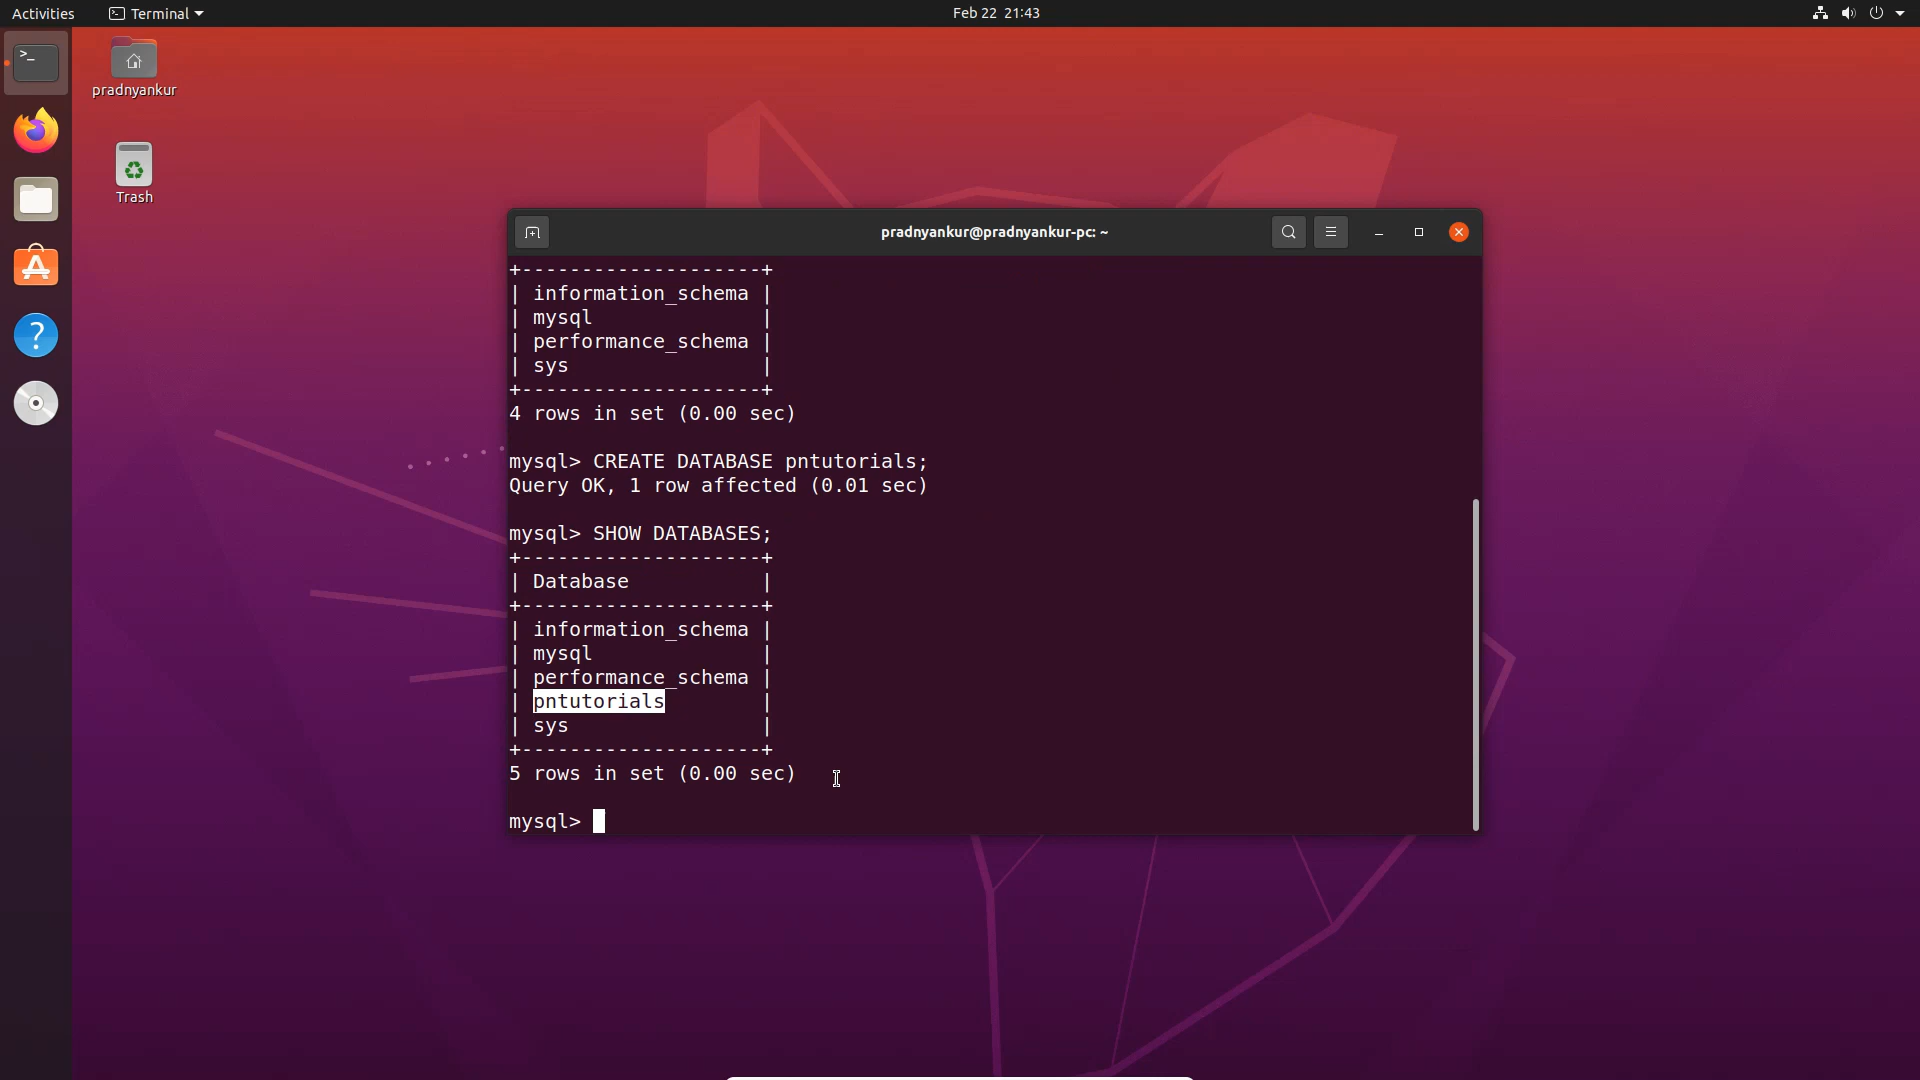 Activities
Terminal
Feb 22 21:43
pradnyankur
Trash
pradnyankur@pradnyankur-pc: ~
+--------------------+
| information_schema |
| mysql              |
| performance_schema |
| sys                |
+--------------------+
4 rows in set (0.00 sec)
mysql> CREATE DATABASE pntutorials;
Query OK, 1 row affected (0.01 sec)
mysql> SHOW DATABASES;
+--------------------+
| Database           |
+--------------------+
| information_schema |
| mysql              |
| performance_schema |
| pntutorials        |
| sys                |
+--------------------+
5 rows in set (0.00 sec)
mysql>